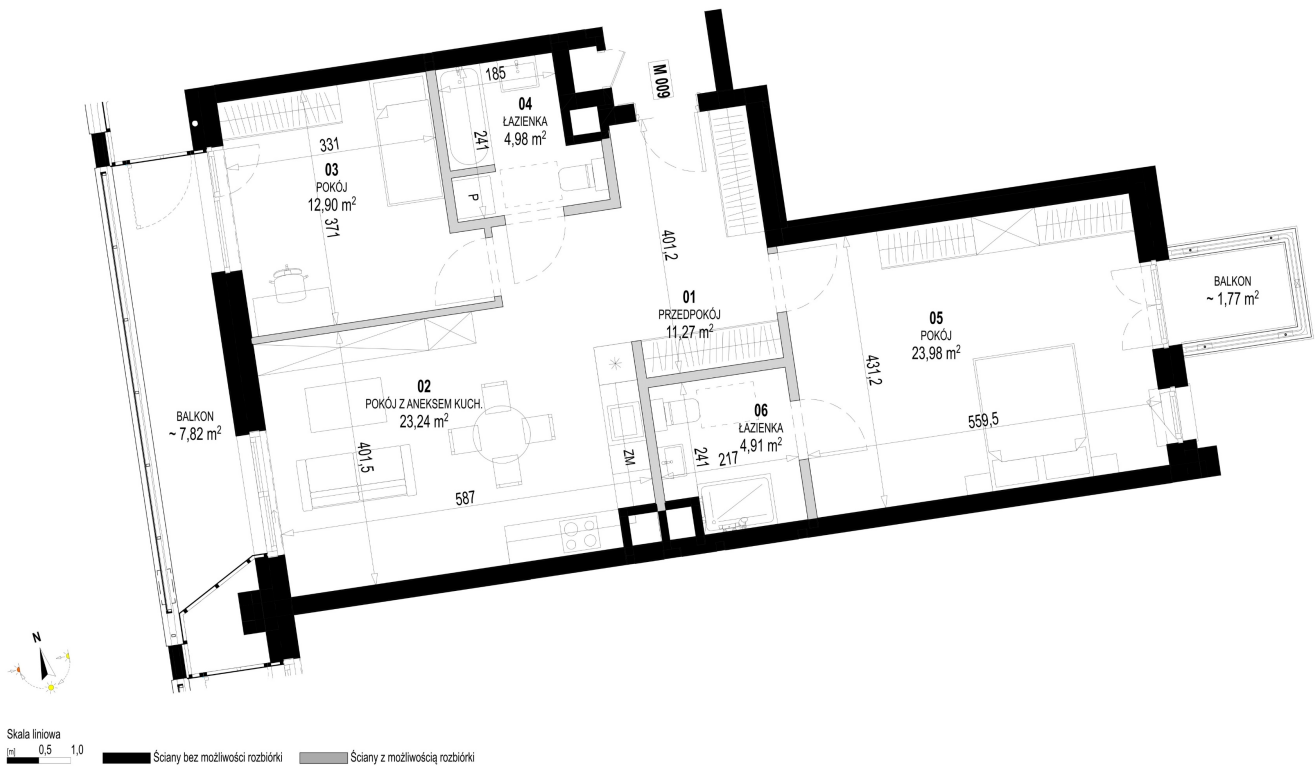 M 009
185
04
ŁAZIENKA
4,98 m²
241
P
331
03
POKÓJ
12,90 m²
371
401,2
01
PRZEDPOKÓJ
11,27 m²
BALKON
~ 1,77 m²
05
POKÓJ
23,98 m²
431,2
559,5
02
POKÓJ Z ANEKSEM KUCH.
23,24 m²
401,5
587
ZM
06
ŁAZIENKA
4,91 m²
241
217
BALKON
~ 7,82 m²
N
Skala liniowa
[m] 0,5 1,0
Ściany bez możliwości rozbiórki
Ściany z możliwością rozbiórki